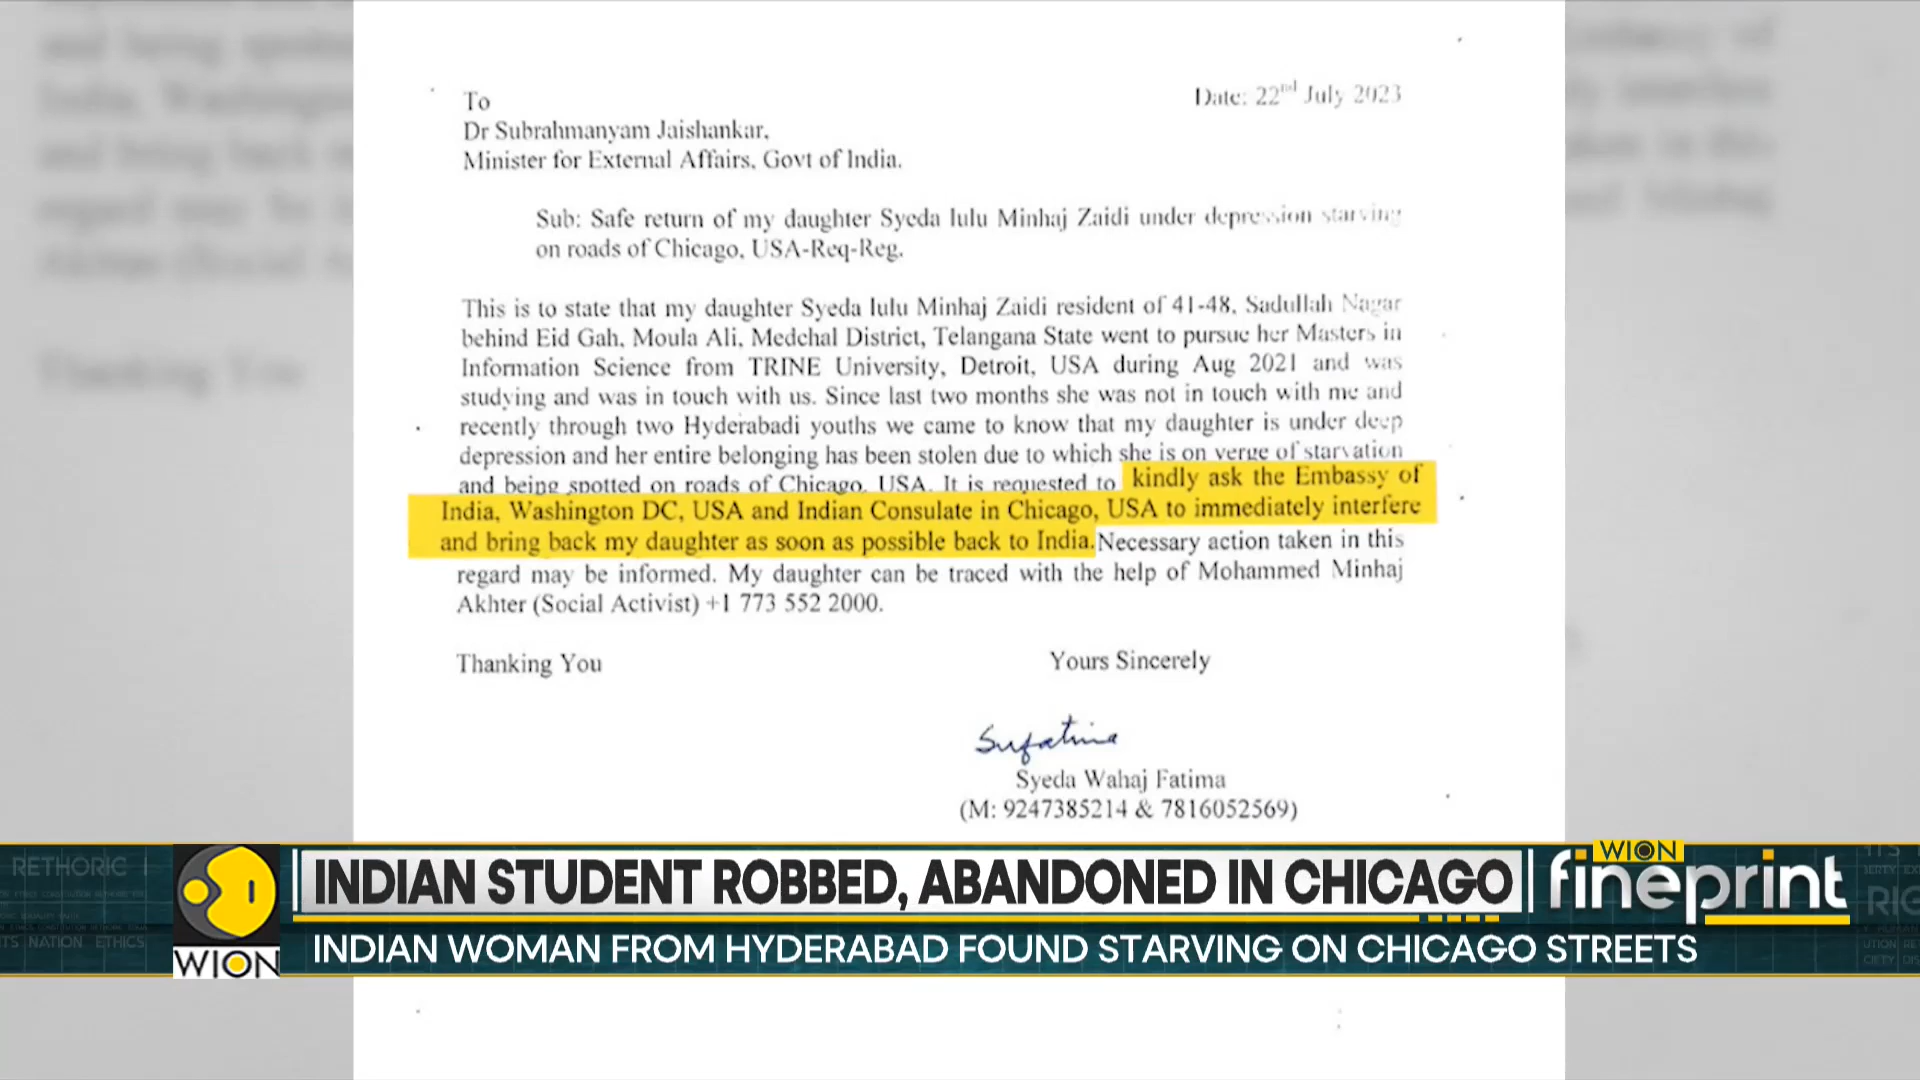 To
Date: 22nd July 2023
Dr Subrahmanyam Jaishankar,
Minister for External Affairs, Govt of India.
Sub: Safe return of my daughter Syeda lulu Minhaj Zaidi under depression starving
on roads of Chicago, USA-Req-Reg.
This is to state that my daughter Syeda lulu Minhaj Zaidi resident of 41-48, Sadullah Nagar
behind Eid Gah, Moula Ali, Medchal District, Telangana State went to pursue her Masters in
Information Science from TRINE University, Detroit, USA during Aug 2021 and was
studying and was in touch with us. Since last two months she was not in touch with me and
recently through two Hyderabadi youths we came to know that my daughter is under deep
depression and her entire belonging has been stolen due to which she is on verge of starvation
and being spotted on roads of Chicago, USA. It is requested to kindly ask the Embassy of
India, Washington DC, USA and Indian Consulate in Chicago, USA to immediately interfere
and bring back my daughter as soon as possible back to India. Necessary action taken in this
regard may be informed. My daughter can be traced with the help of Mohammed Minhaj
Akhter (Social Activist) +1 773 552 2000.
Thanking You
Yours Sincerely
Sufatima
Syeda Wahaj Fatima
(M: 9247385214 & 7816052569)
INDIAN STUDENT ROBBED, ABANDONED IN CHICAGO
WION
fineprint
WION
INDIAN WOMAN FROM HYDERABAD FOUND STARVING ON CHICAGO STREETS
RETHORIC
NATION ETHICS